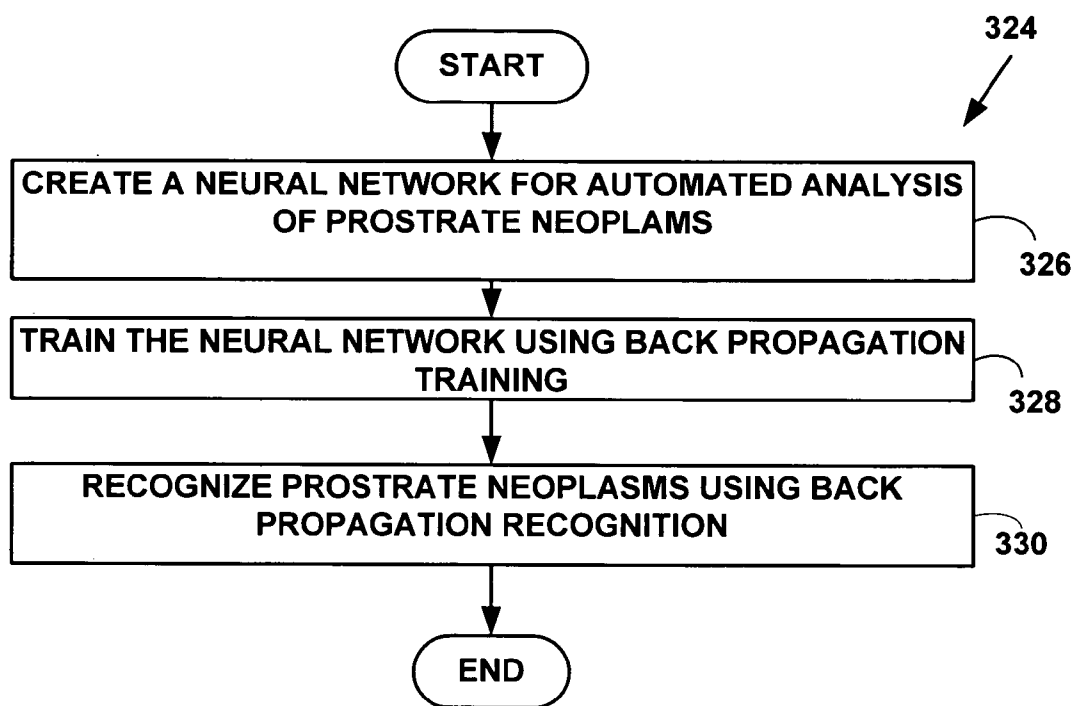 324
START
CREATE A NEURAL NETWORK FOR AUTOMATED ANALYSIS
OF PROSTRATE NEOPLAMS
326
TRAIN THE NEURAL NETWORK USING BACK PROPAGATION
TRAINING
328
RECOGNIZE PROSTRATE NEOPLASMS USING BACK
PROPAGATION RECOGNITION
330
END